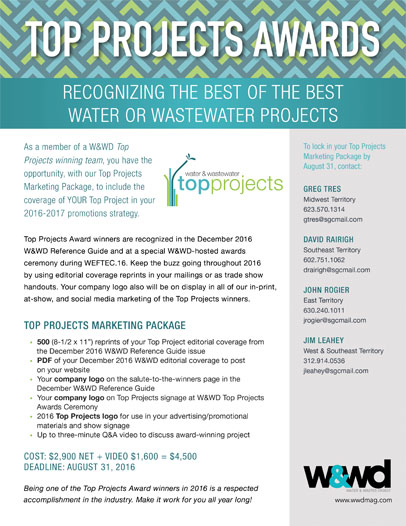 TOP PROJECTS AWARDS
RECOGNIZING THE BEST OF THE BEST
WATER OR WASTEWATER PROJECTS
As a member of a W&WD Top
Projects winning team, you have the
opportunity, with our Top Projects
Marketing Package, to include the
coverage of YOUR Top Project in your
2016-2017 promotions strategy.
water & wastewater
topprojects
Top Project Award winners are recognized in the December 2016
W&WD Reference Guide and at a special W&WD-hosted awards
ceremony during WEFTEC.16. Keep the buzz going throughout 2016
by using editorial coverage reprints in your mailings or as trade show
handouts. Your company logo will also be on display in all of our in-print,
at-show, and social media marketing of the Top Projects winners.
TOP PROJECTS MARKETING PACKAGE
• 500 (8-1/2 x 11") reprints of your Top Project editorial coverage from
the December 2016 W&WD Reference Guide issue
• PDF of your December 2016 W&WD editorial coverage to post
on your website
• Your company logo on the salute-to-the-winners page in the
December W&WD Reference Guide
• Your company logo on Top Projects signage at W&WD Top Projects
Awards Ceremony
• 2016 Top Projects logo for use in your advertising/promotional
materials and show signage
• Up to three-minute Q&A video to discuss award-winning project
COST: $2,900 NET + VIDEO $1,600 = $4,500
DEADLINE: AUGUST 31, 2016
Being one of the Top Projects Award winners in 2016 is a respected
accomplishment in the industry. Make it work for you all year long!
To lock in your Top Projects
Marketing Package by
August 31, contact:
GREG TRES
Midwest Territory
623.570.1314
gtres@sgcmail.com
DAVID RAIRIGH
Southeast Territory
602.751.1062
drairigh@sgcmail.com
JOHN ROGIER
East Territory
630.240.1011
jrogier@sgcmail.com
JIM LEAHEY
West & Southeast Territory
312.914.0536
jleahey@sgcmail.com
w&wd
www.wwdmag.com